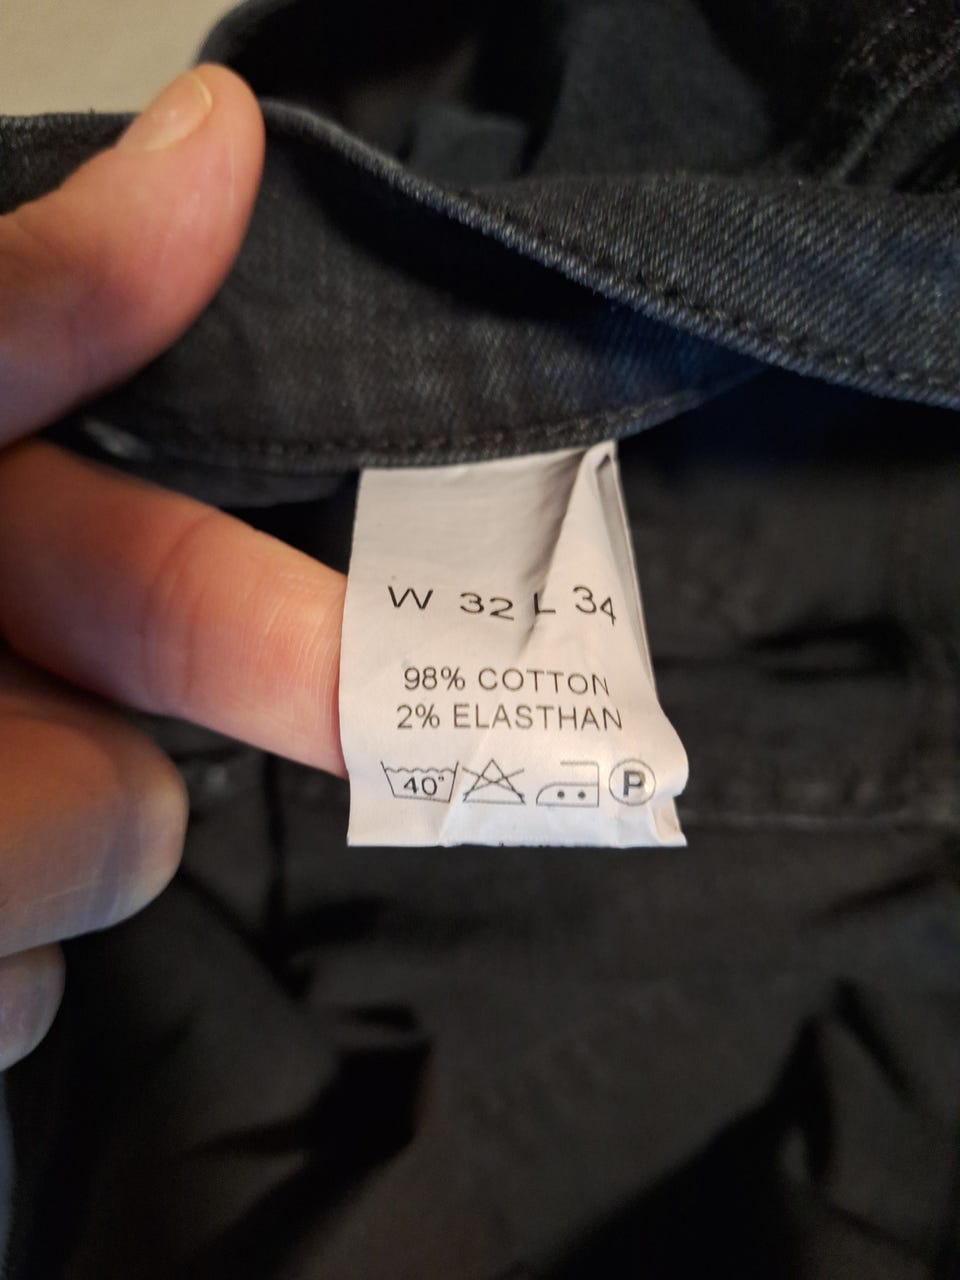 W 32 L 34
98% COTTON
2% ELASTHAN
40° P